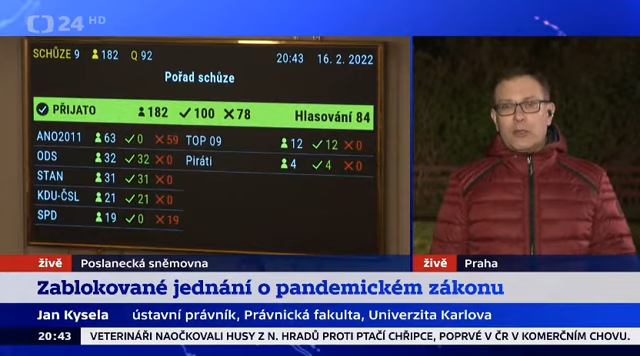 24 HD
SCHŮZE 9 182 Q 92 20:43 16. 2. 2022
Pořad schůze
PŘIJATO 182 100 78 Hlasování 84
ANO2011 63 0 59 TOP 09 12 12 0
ODS 32 32 0 Piráti 4 4 0
STAN 31 31 0
KDU-ČSL 21 21 0
SPD 19 0 19
živě Poslanecká sněmovna živě Praha
Zablokované jednání o pandemickém zákonu
Jan Kysela ústavní právník, Právnická fakulta, Univerzita Karlova
20:43 VETERINÁŘI NAOČKOVALI HUSY Z N. HRADŮ PROTI PTAČÍ CHŘIPCE, POPRVÉ V ČR V KOMERČNÍM CHOVU.